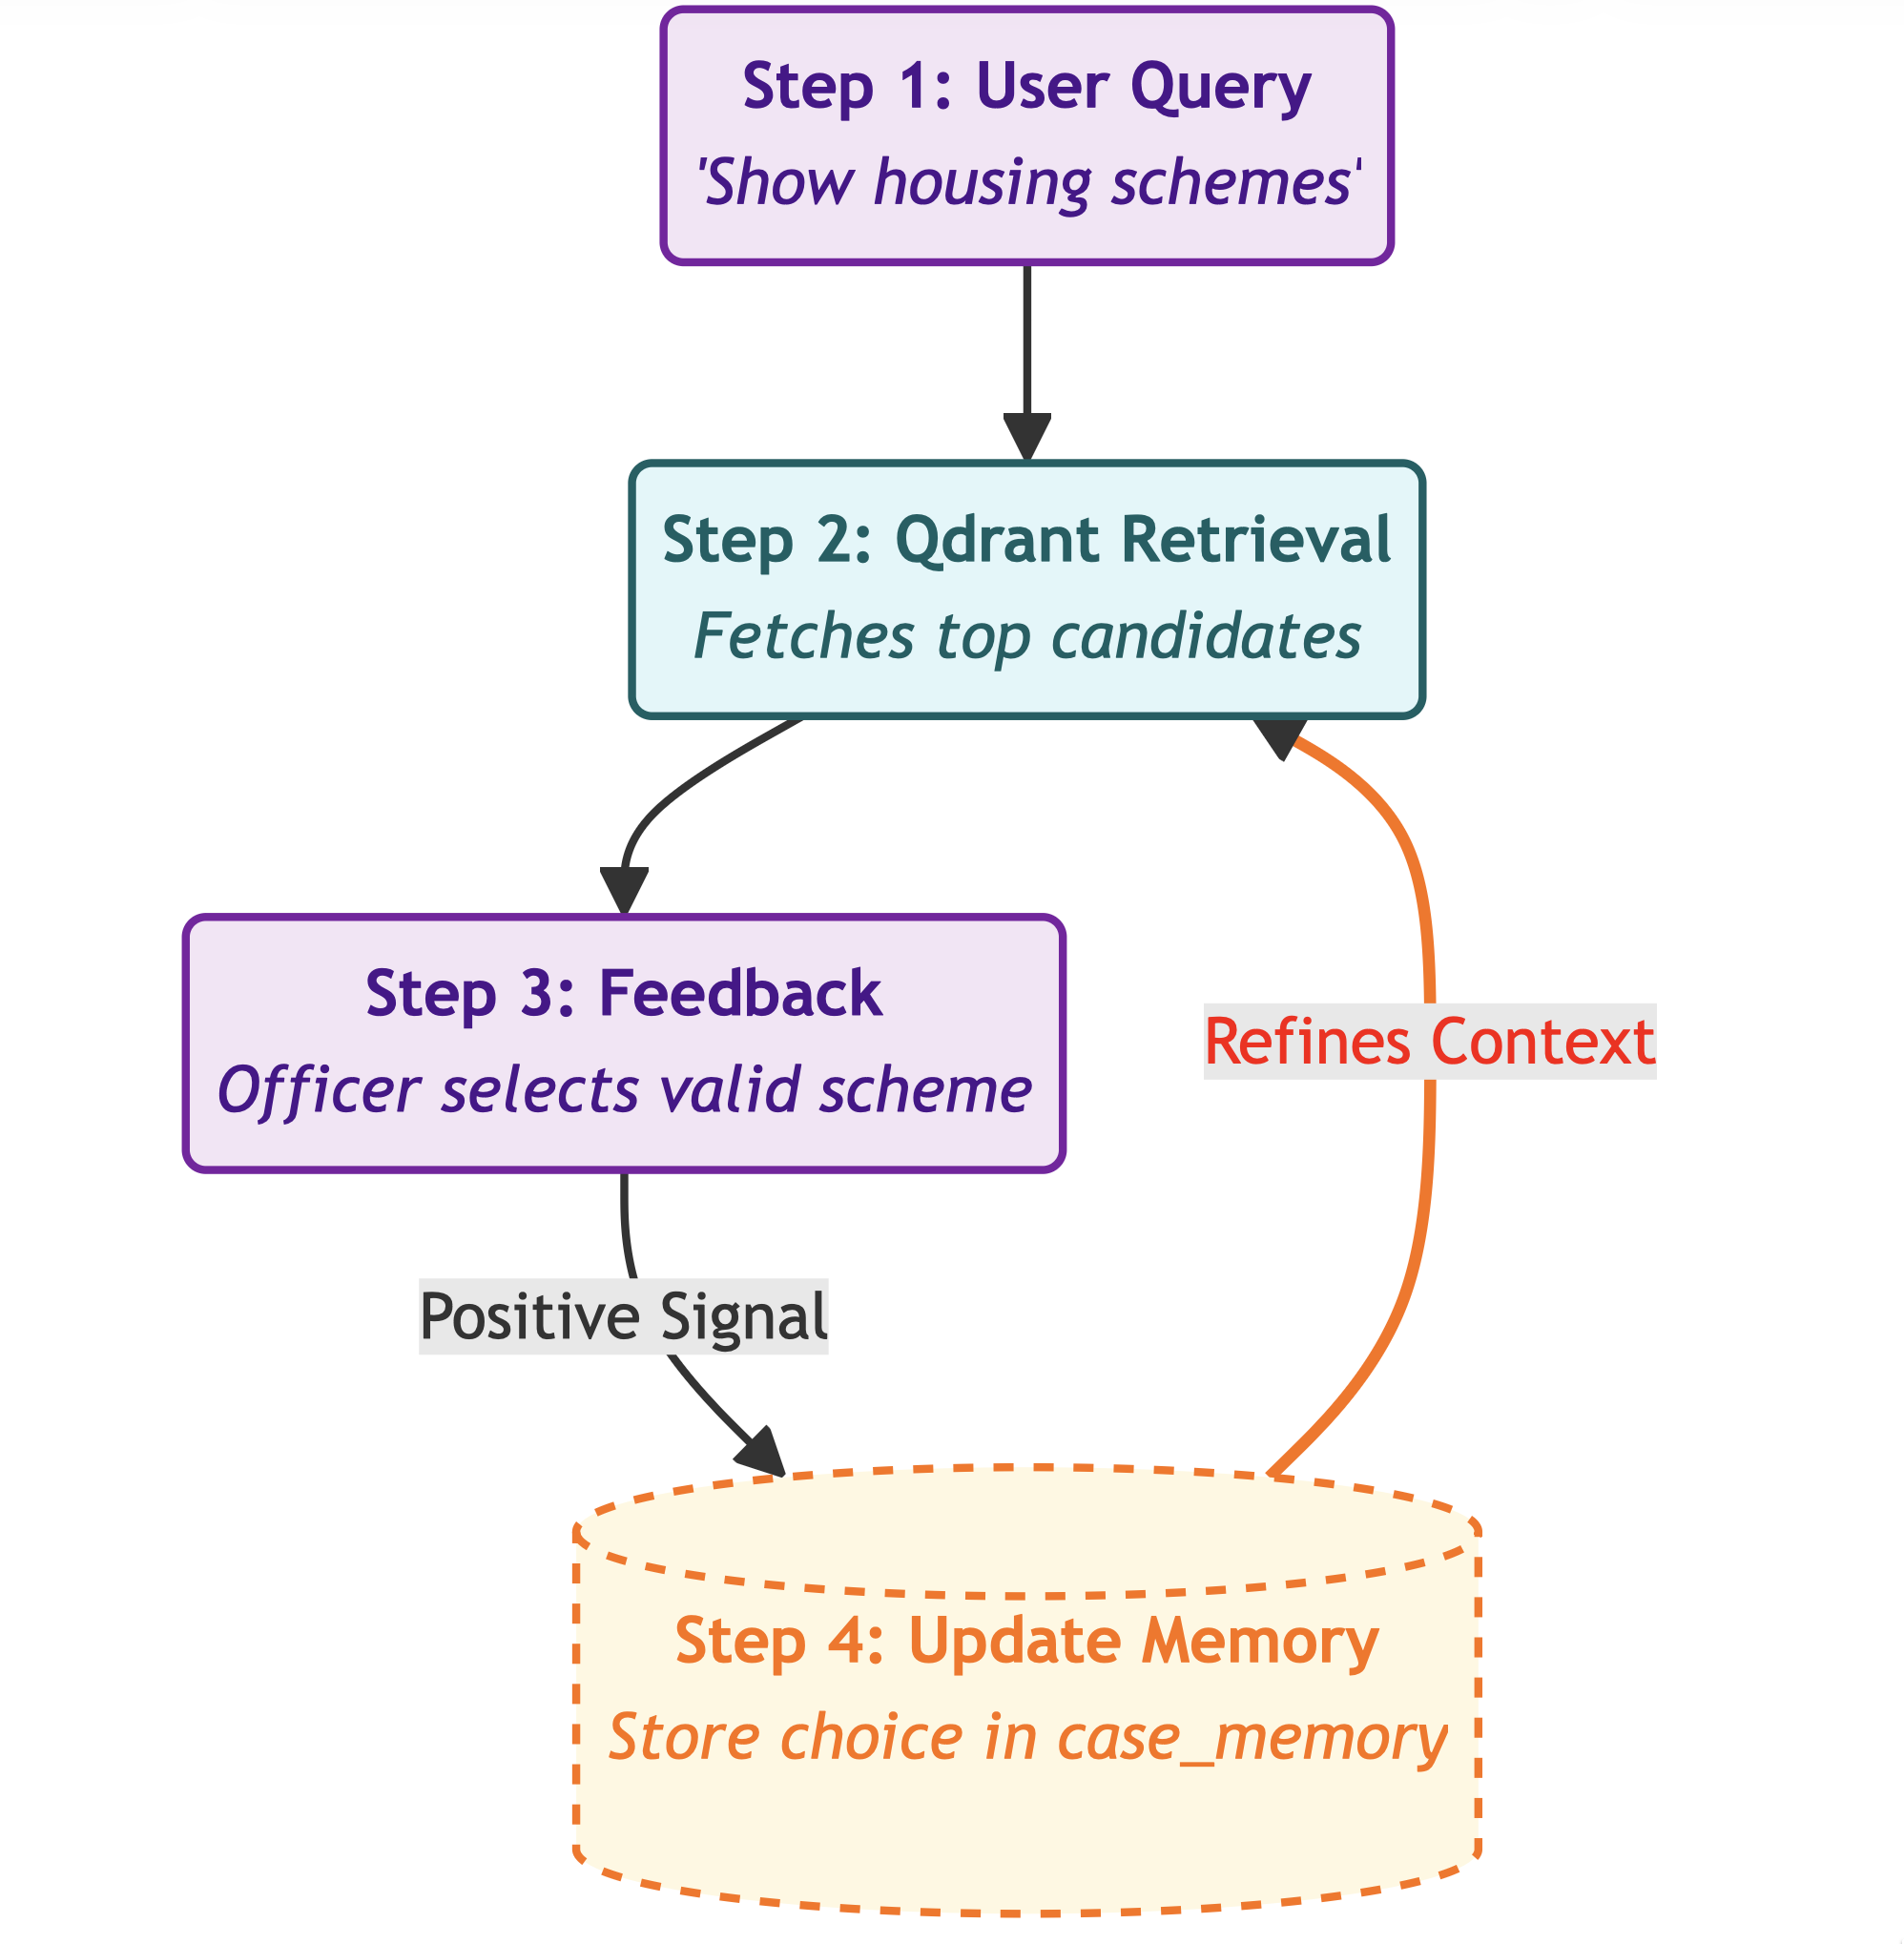 Step 1: User Query
'Show housing schemes'
Step 2: Qdrant Retrieval
Fetches top candidates
Step 3: Feedback
Officer selects valid scheme
Refines Context
Positive Signal
Step 4: Update Memory
Store choice in case_memory